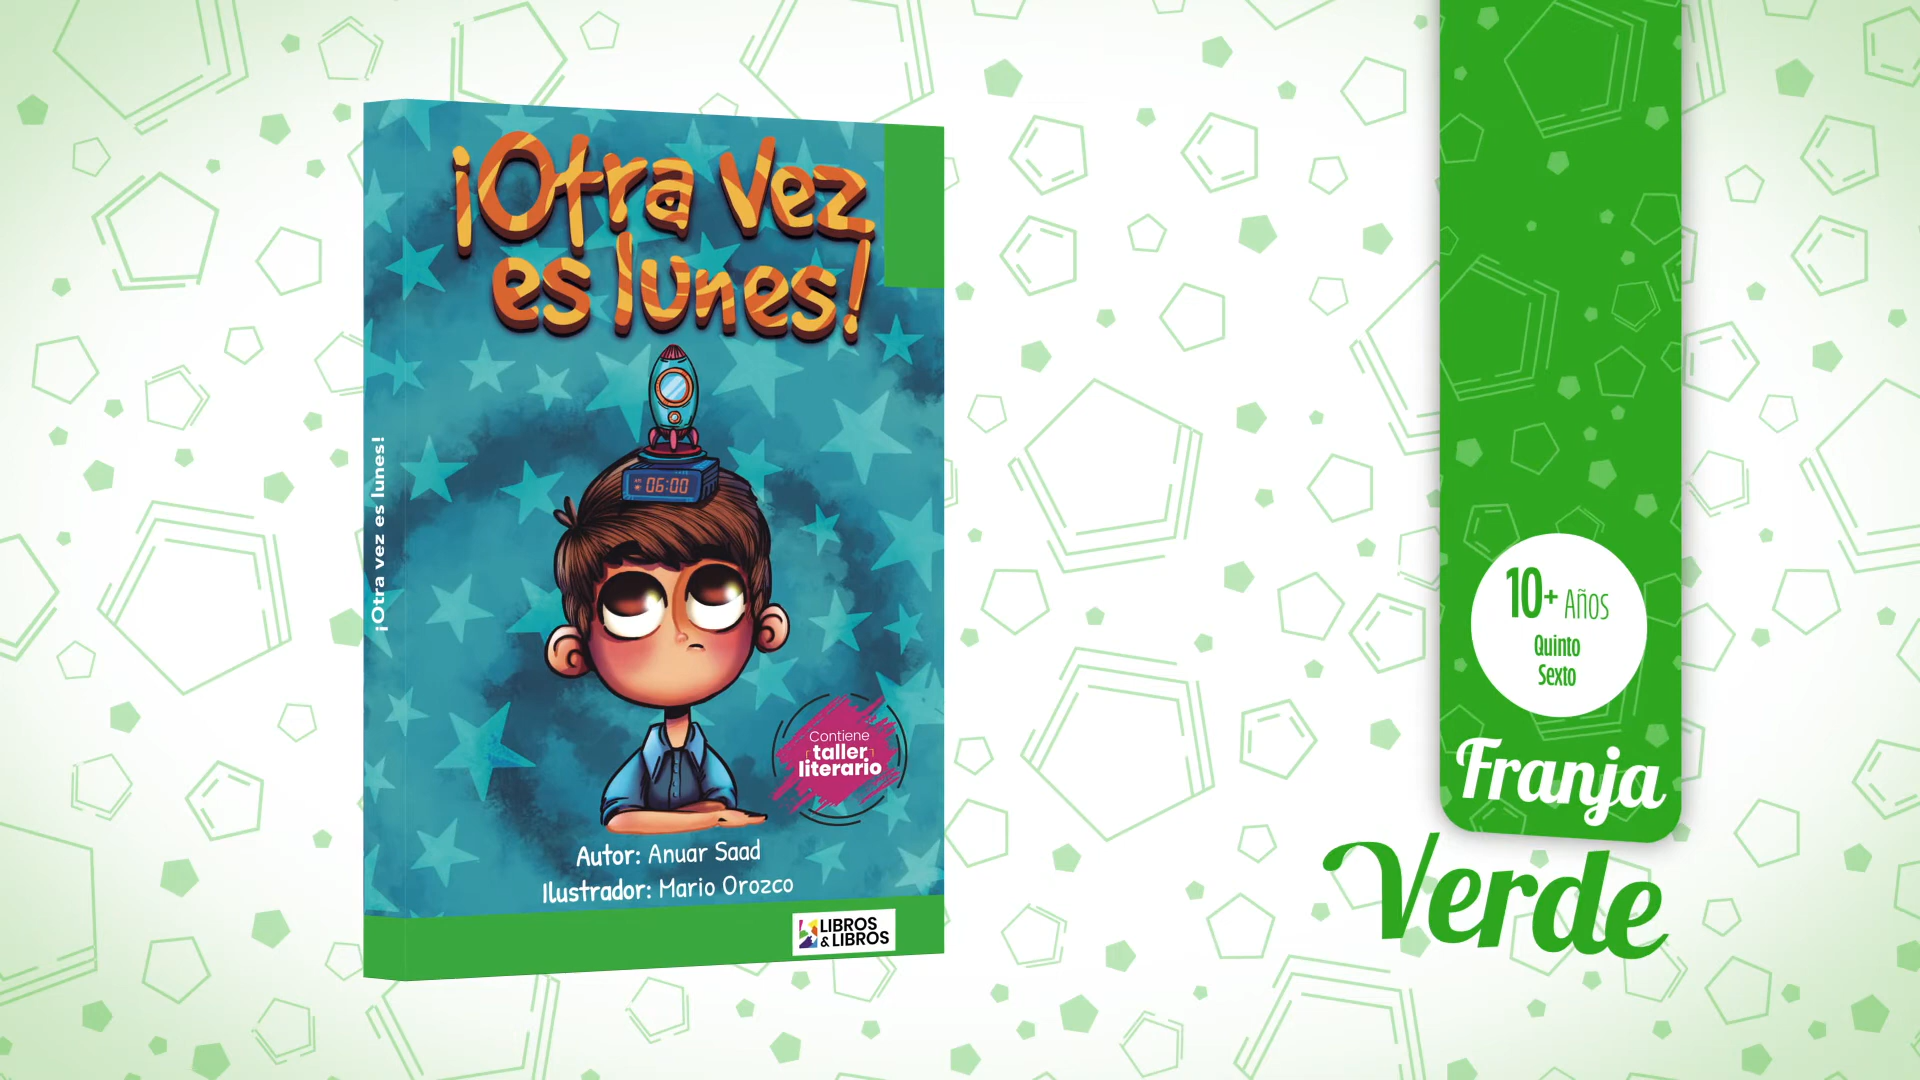 ¡Otra vez
es lunes!
¡Otra vez es lunes!
06:00
Contiene
taller
literario
Autor: Anuar Saad
Ilustrador: Mario Orozco
LIBROS
& LIBROS
10+ Años
Quinto
Sexto
Franja
Verde